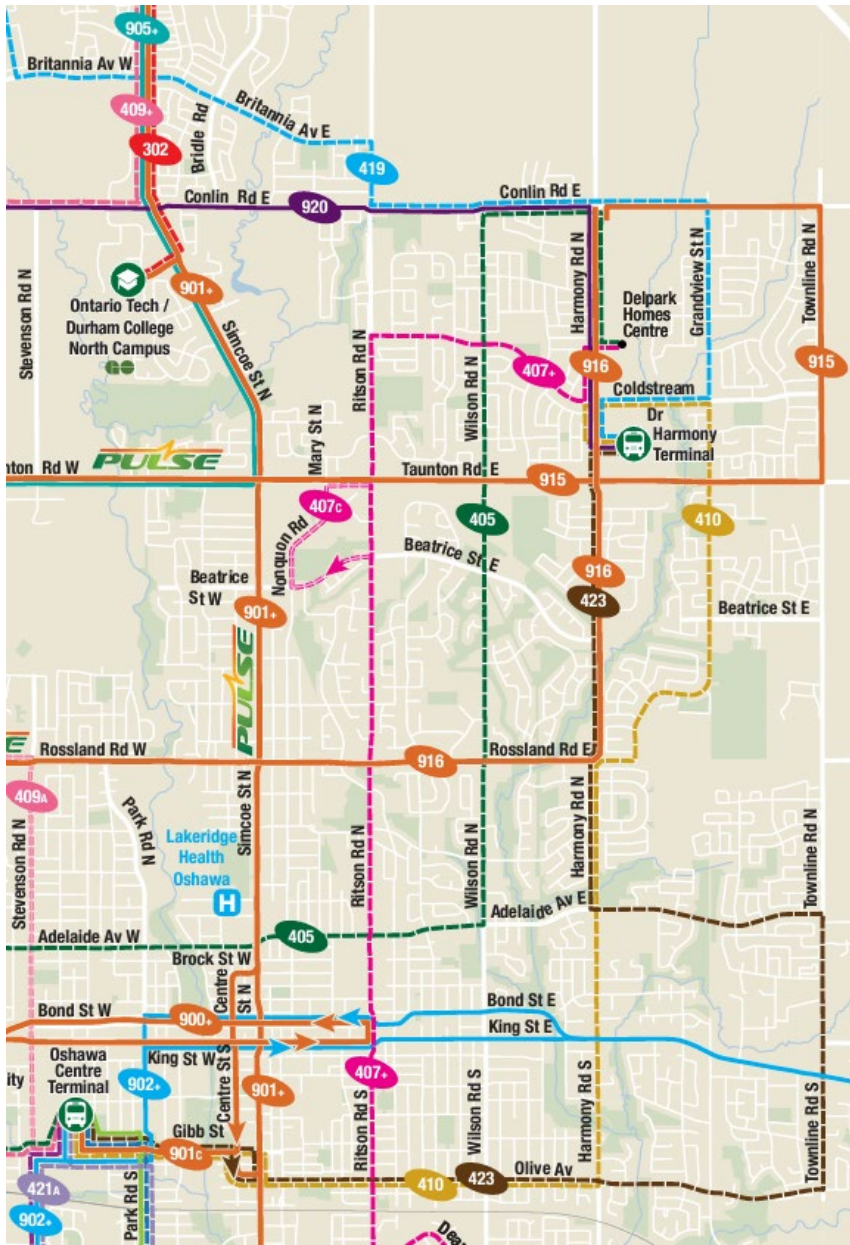 905+
Britannia Av W
409+
302
Bridle Rd
Britannia Av E
419
Conlin Rd E
920
Conlin Rd E
Stevenson Rd N
Ontario Tech /
Durham College
North Campus
GO
901+
Simcoe St N
Ritson Rd N
Wilson Rd N
Harmony Rd N
Grandview St N
Townline Rd N
Delpark
Homes
Centre
407+
916
915
Coldstream
Dr
Harmony
Terminal
Mary St N
nton Rd W
PULSE
Taunton Rd E
915
407C
Nonquon Rd
405
410
Beatrice St E
916
423
Beatrice
St W
901+
Beatrice St E
PULSE
E
Rossland Rd W
916
Rossland Rd E
409A
Park Rd N
Simcoe St N
Stevenson Rd N
Ritson Rd N
Wilson Rd N
Harmony Rd N
Townline Rd N
Lakeridge
Health
Oshawa
H
Adelaide Av W
405
Adelaide Av E
Brock St W
Centre
St N
Bond St W
900+
Bond St E
King St E
King St W
Oshawa
Centre
Terminal
ity
902+
Centre St S
901+
407+
Ritson Rd S
Wilson Rd S
Harmony Rd S
Townline Rd S
Gibb St
901C
Olive Av
410
423
421A
902+
Park Rd S
Dea